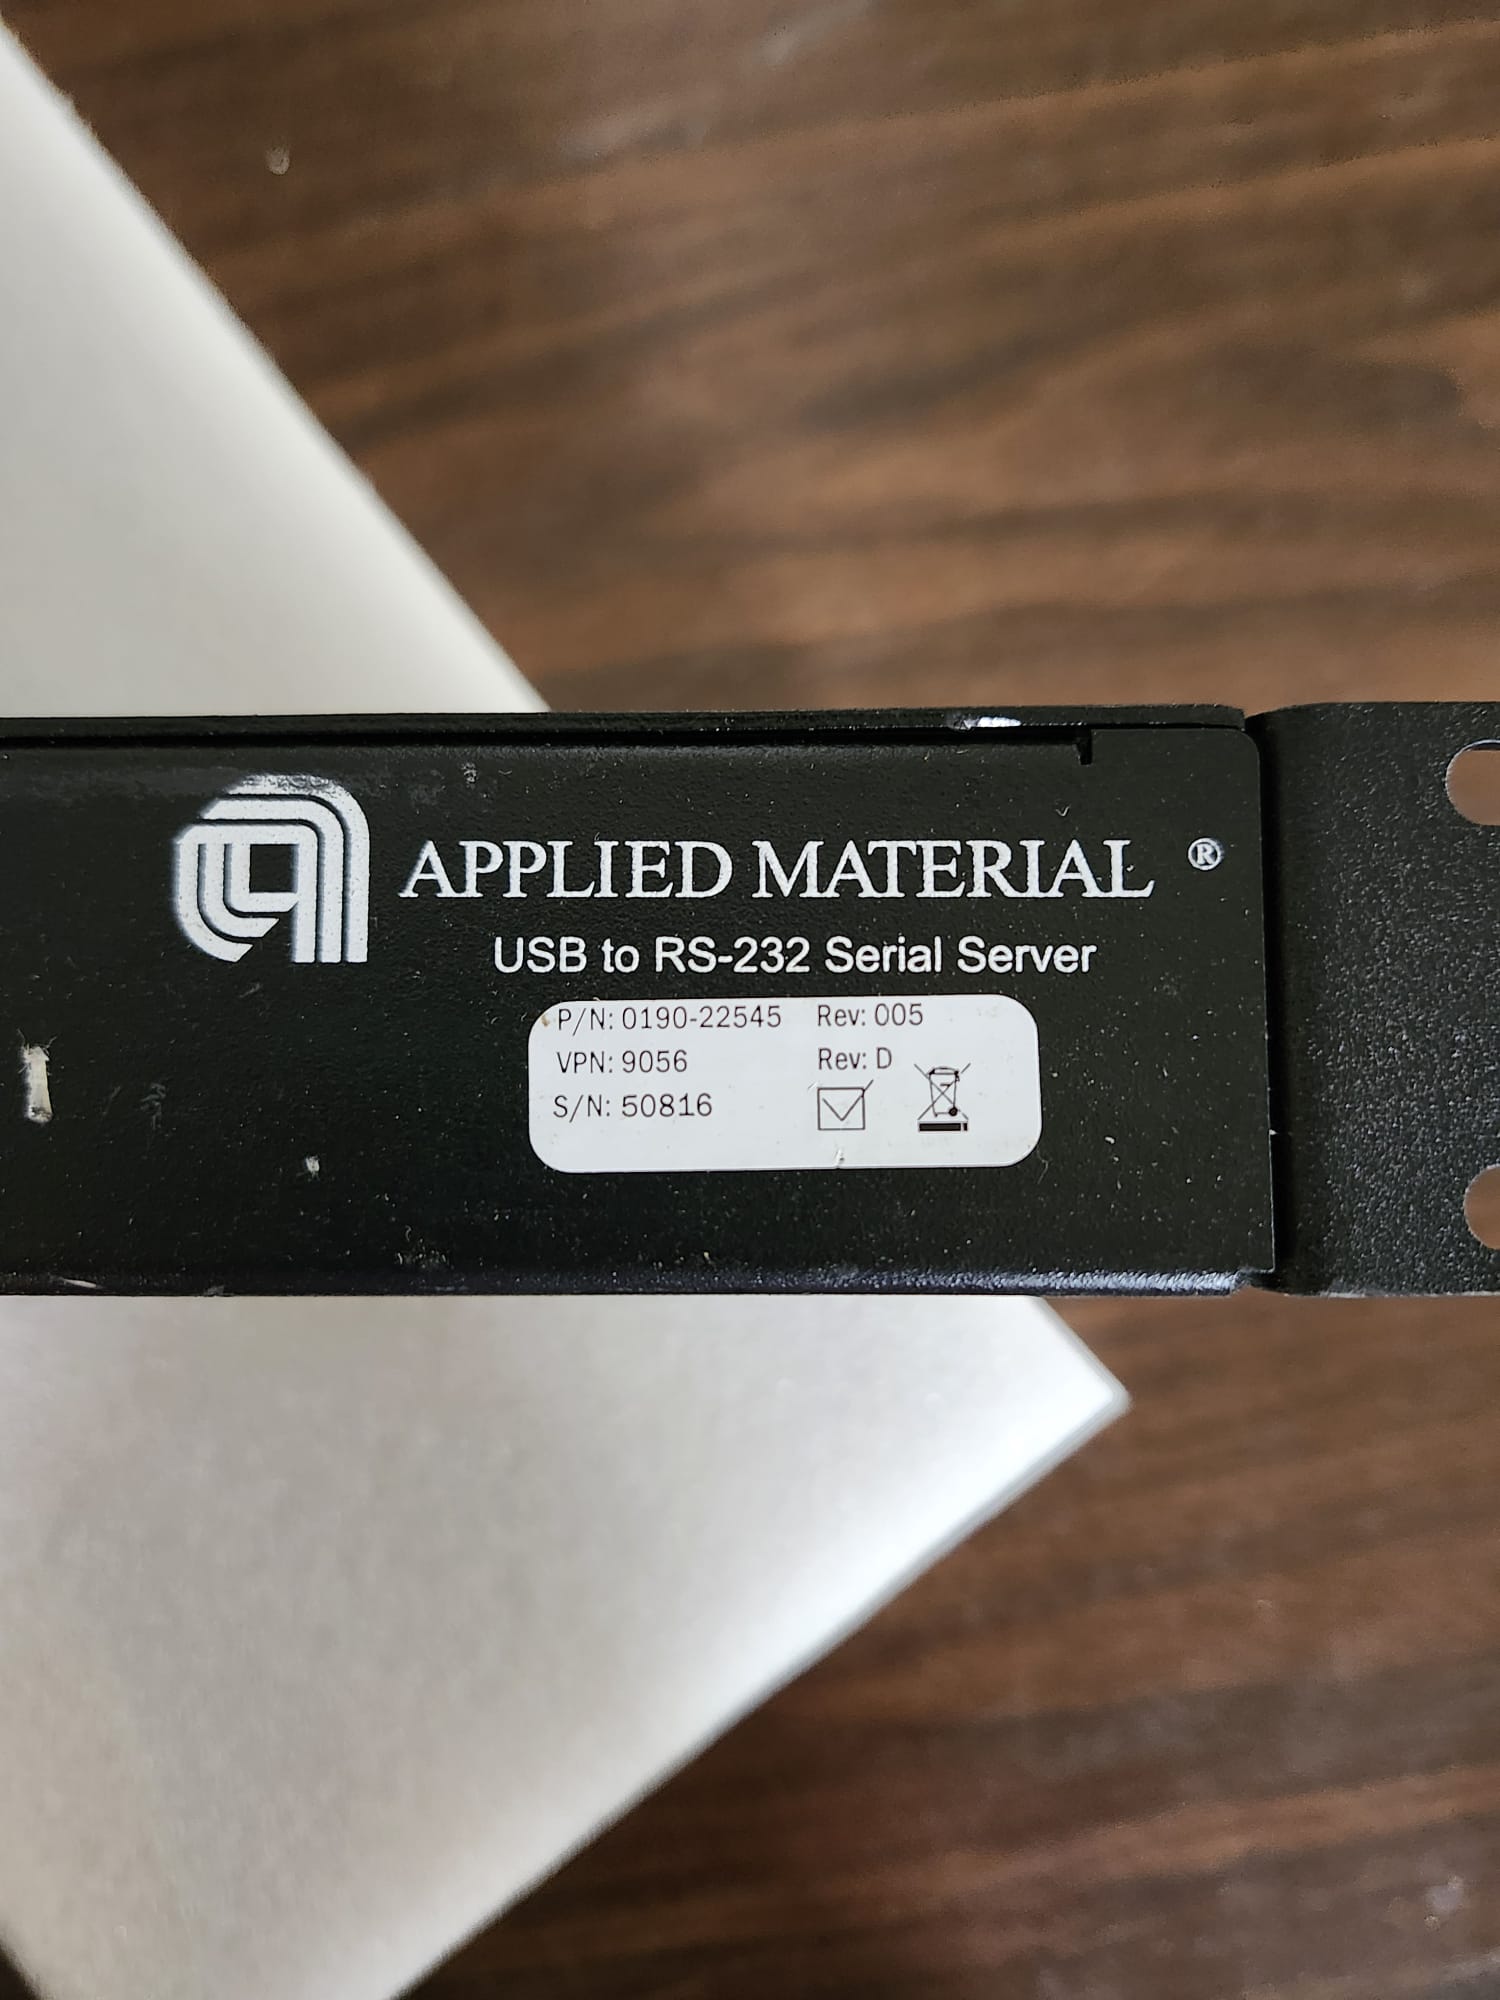 APPLIED MATERIAL ®
USB to RS-232 Serial Server
P/N: 0190-22545 Rev: 005
VPN: 9056 Rev: D
S/N: 50816